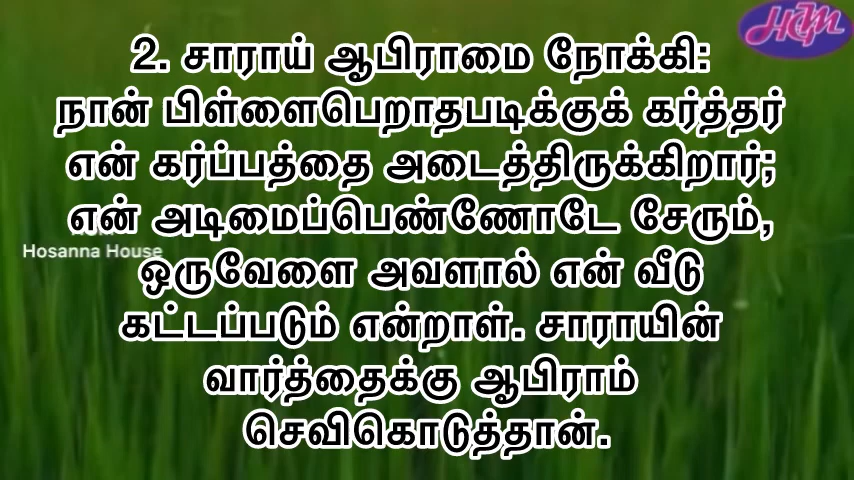 HCM
2. சாராய் ஆபிராமை நோக்கி:
நான் பிள்ளைபெறாதபடிக்குக் கர்த்தர்
என் கர்ப்பத்தை அடைத்திருக்கிறார்;
என் அடிமைப்பெண்ணோடே சேரும்,
Hosanna House
ஒருவேளை அவளால் என் வீடு
கட்டப்படும் என்றாள். சாராயின்
வார்த்தைக்கு ஆபிராம்
செவிகொடுத்தான்.